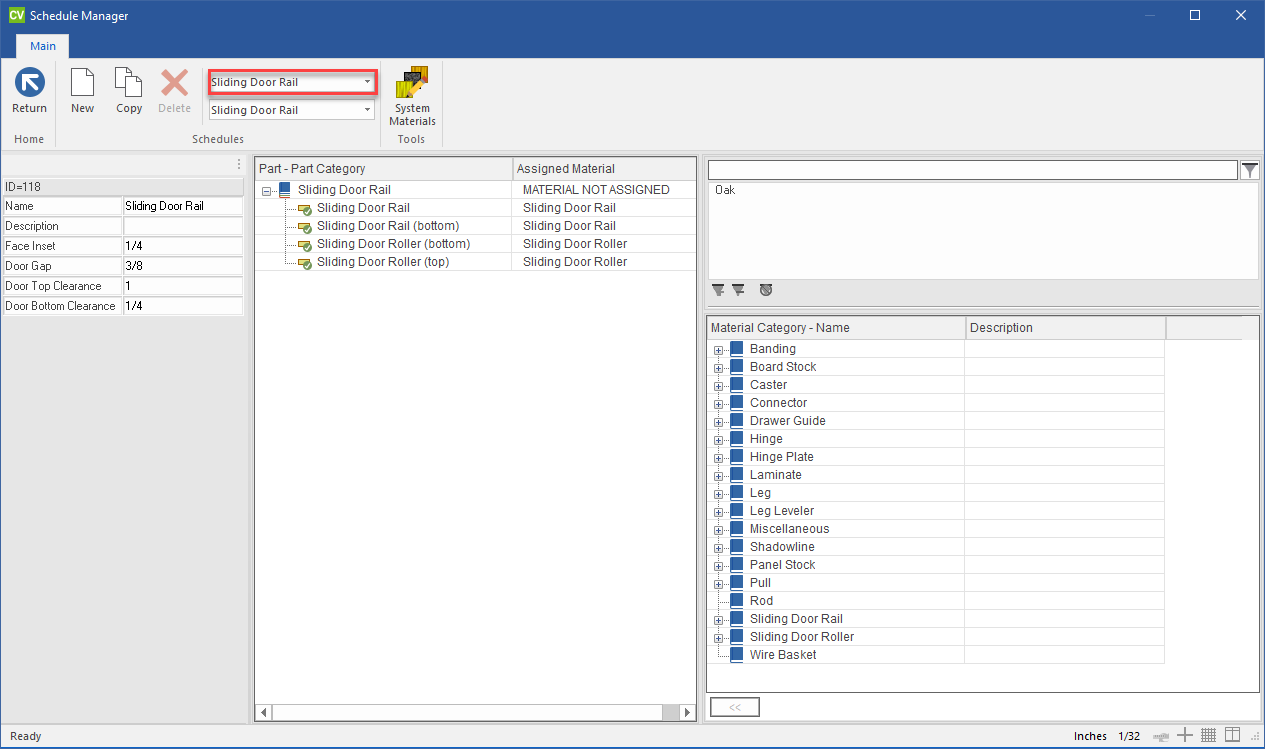 CV Schedule Manager
Main
Return
New
Copy
Delete
Sliding Door Rail
Sliding Door Rail
System
Materials
Home
Schedules
Tools
ID=118
Name Sliding Door Rail
Description
Face Inset 1/4
Door Gap 3/8
Door Top Clearance 1
Door Bottom Clearance 1/4
Part - Part Category Assigned Material
Sliding Door Rail MATERIAL NOT ASSIGNED
Sliding Door Rail Sliding Door Rail
Sliding Door Rail (bottom) Sliding Door Rail
Sliding Door Roller (bottom) Sliding Door Roller
Sliding Door Roller (top) Sliding Door Roller
Oak
Material Category - Name Description
Banding
Board Stock
Caster
Connector
Drawer Guide
Hinge
Hinge Plate
Laminate
Leg
Leg Leveler
Miscellaneous
Shadowline
Panel Stock
Pull
Rod
Sliding Door Rail
Sliding Door Roller
Wire Basket
<<
Ready
Inches 1/32